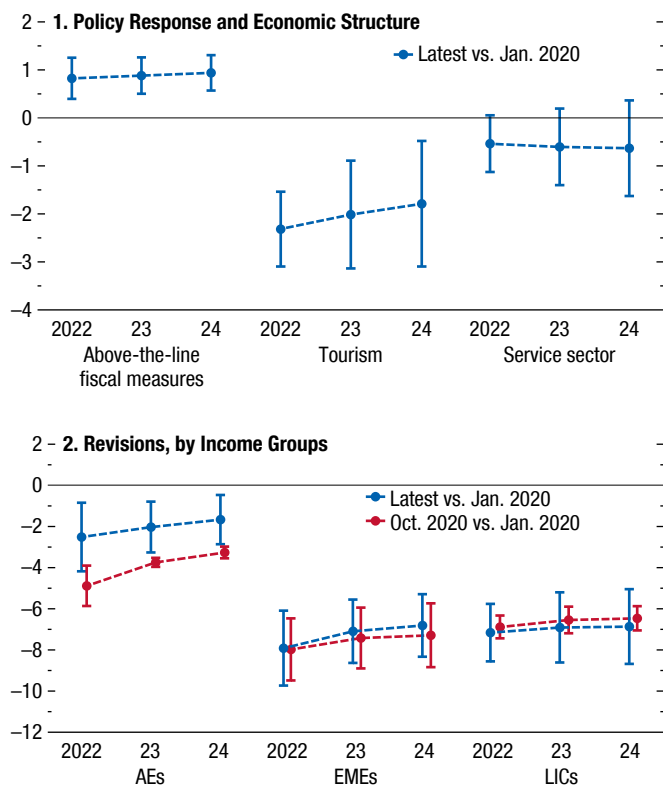 1. Policy Response and Economic Structure
Latest vs. Jan. 2020
2
1
0
–1
–2
–3
–4
2022 23 24 2022 23 24 2022 23 24
Above-the-line Tourism Service sector
fiscal measures
2. Revisions, by Income Groups
Latest vs. Jan. 2020
Oct. 2020 vs. Jan. 2020
2
0
–2
–4
–6
–8
–10
–12
2022 23 24 2022 23 24 2022 23 24
AEs EMEs LICs